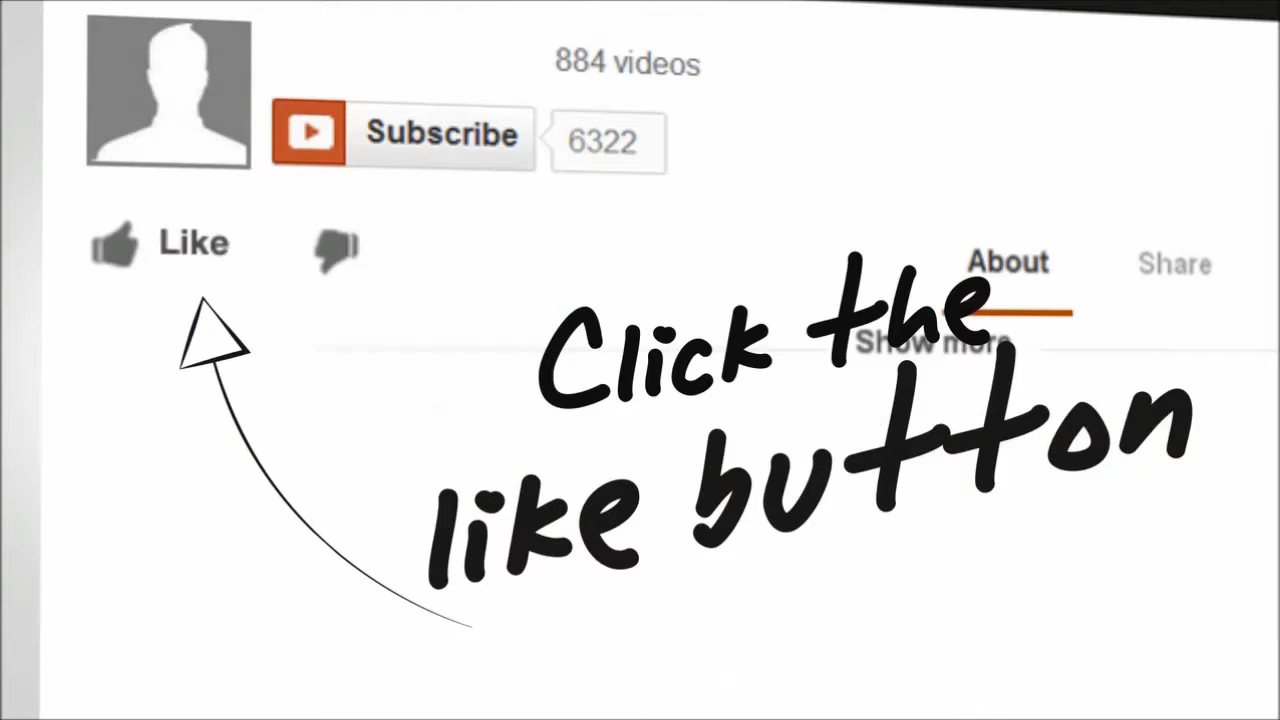 884 videos
Subscribe 6322
Like
About Share
Show more
Click the
like button